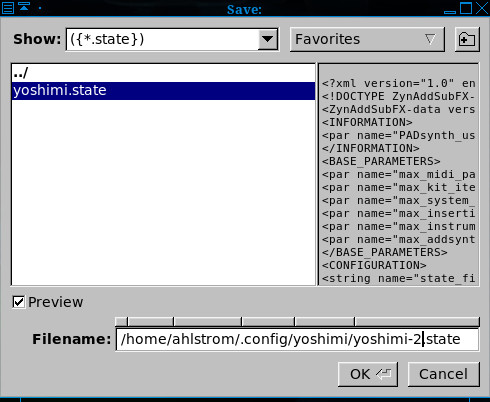 Save:
Show: ({*.state}) Favorites
../
yoshimi.state
<?xml version="1.0" en
<!DOCTYPE ZynAddSubFX-
<ZynAddSubFX-data vers
<INFORMATION>
<par name="PADsynth_us
</INFORMATION>
<BASE_PARAMETERS>
<par name="max_midi_pa
<par name="max_kit_ite
<par name="max_system_
<par name="max_inserti
<par name="max_instrum
<par name="max_addsynt
</BASE_PARAMETERS>
<CONFIGURATION>
<string name="state_fi
Preview
Filename: /home/ahlstrom/.config/yoshimi/yoshimi-2.state
OK Cancel